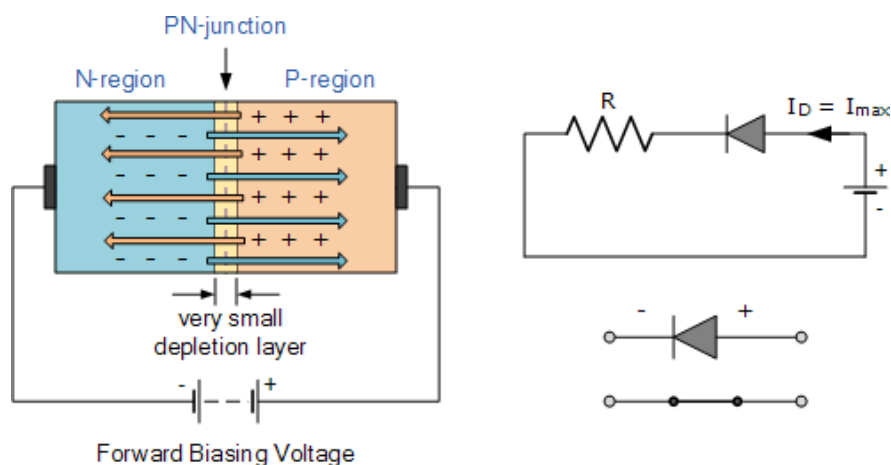 PN-junction
N-region
P-region
+ + +
- - -
+ + +
- - -
+ + +
- - -
+ + +
- - -
very small
depletion layer
- +
Forward Biasing Voltage
R
I_D = I_max
+
-
- +